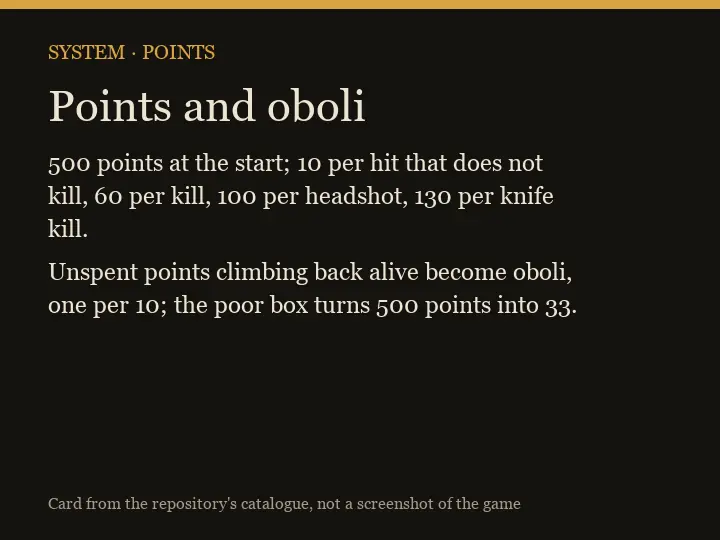 SYSTEM · POINTS
Points and oboli
500 points at the start; 10 per hit that does not
kill, 60 per kill, 100 per headshot, 130 per knife
kill.
Unspent points climbing back alive become oboli,
one per 10; the poor box turns 500 points into 33.
Card from the repository's catalogue, not a screenshot of the game